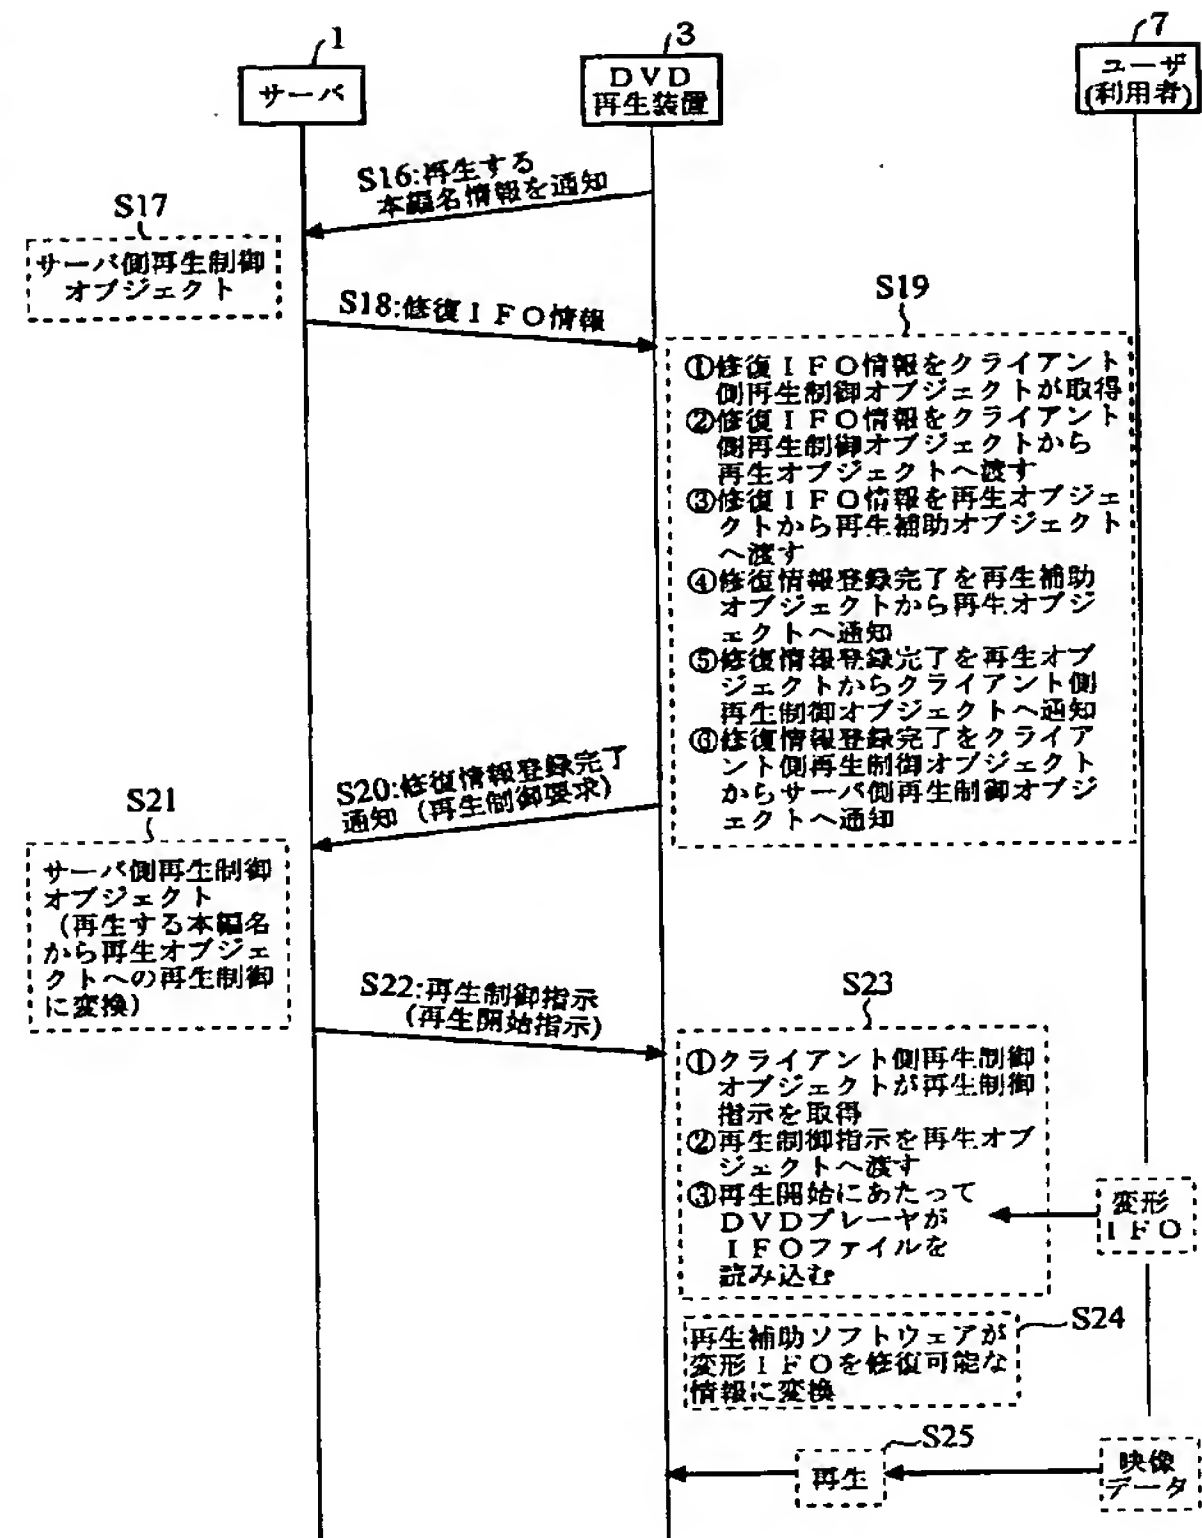 1
サーバ
3
DVD
再生装置
7
ユーザ
(利用者)
S16:再生する
本編名情報を通知
S17
サーバ側再生制御
オブジェクト
S18:修復IFO情報
S19
①修復IFO情報をクライアント
側再生制御オブジェクトが取得
②修復IFO情報をクライアント
側再生制御オブジェクトから
再生オブジェクトへ渡す
③修復IFO情報を再生オブジェ
クトから再生補助オブジェクト
へ渡す
④修復情報登録完了を再生補助
オブジェクトから再生オブジ
ェクトへ通知
⑤修復情報登録完了を再生オブ
ジェクトからクライアント側
再生制御オブジェクトへ通知
⑥修復情報登録完了をクライア
ント側再生制御オブジェクト
からサーバ側再生制御オブジ
ェクトへ通知
S20:修復情報登録完了
通知(再生制御要求)
S21
サーバ側再生制御
オブジェクト
(再生する本編名
から再生オブジェ
クトへの再生制御
に変換)
S22:再生制御指示
(再生開始指示)
S23
①クライアント側再生制御
オブジェクトが再生制御
指示を取得
②再生制御指示を再生オブ
ジェクトへ渡す
③再生開始にあたって
DVDプレーヤが
IFOファイルを
読み込む
変形
IFO
S24
再生補助ソフトウェアが
変形IFOを修復可能な
情報に変換
S25
再生
映像
データ